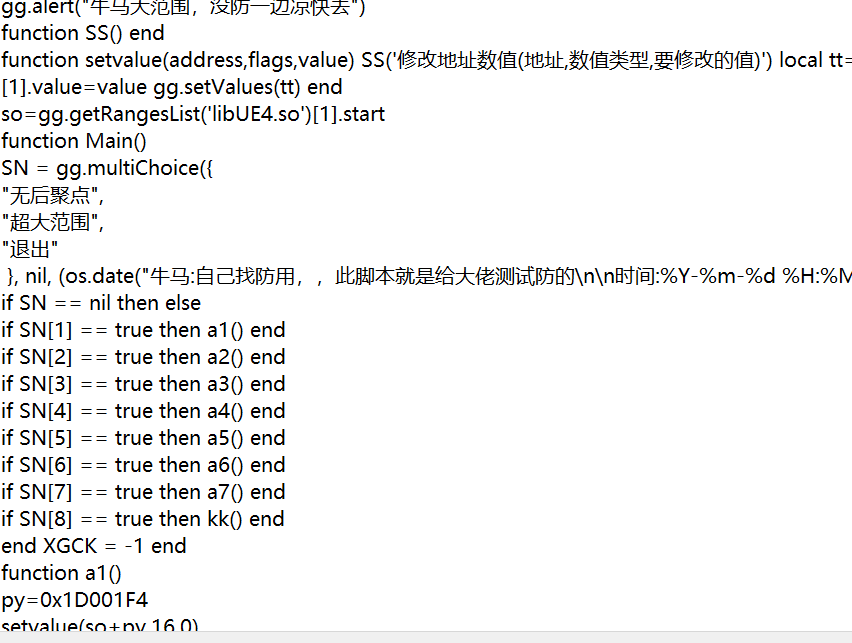 gg.alert("牛马大范围，没防一边凉快去")
function SS() end
function setvalue(address,flags,value) SS('修改地址数值(地址,数值类型,要修改的值)') local tt=
[1].value=value gg.setValues(tt) end
so=gg.getRangesList('libUE4.so')[1].start
function Main()
SN = gg.multiChoice({
"无后聚点",
"超大范围",
"退出"
 }, nil, (os.date("牛马:自己找防用，，此脚本就是给大佬测试防的\n\n时间:%Y-%m-%d %H:%M
if SN == nil then else
if SN[1] == true then a1() end
if SN[2] == true then a2() end
if SN[3] == true then a3() end
if SN[4] == true then a4() end
if SN[5] == true then a5() end
if SN[6] == true then a6() end
if SN[7] == true then a7() end
if SN[8] == true then kk() end
end XGCK = -1 end
function a1()
py=0x1D001F4
setvalue(so+py,16,0)